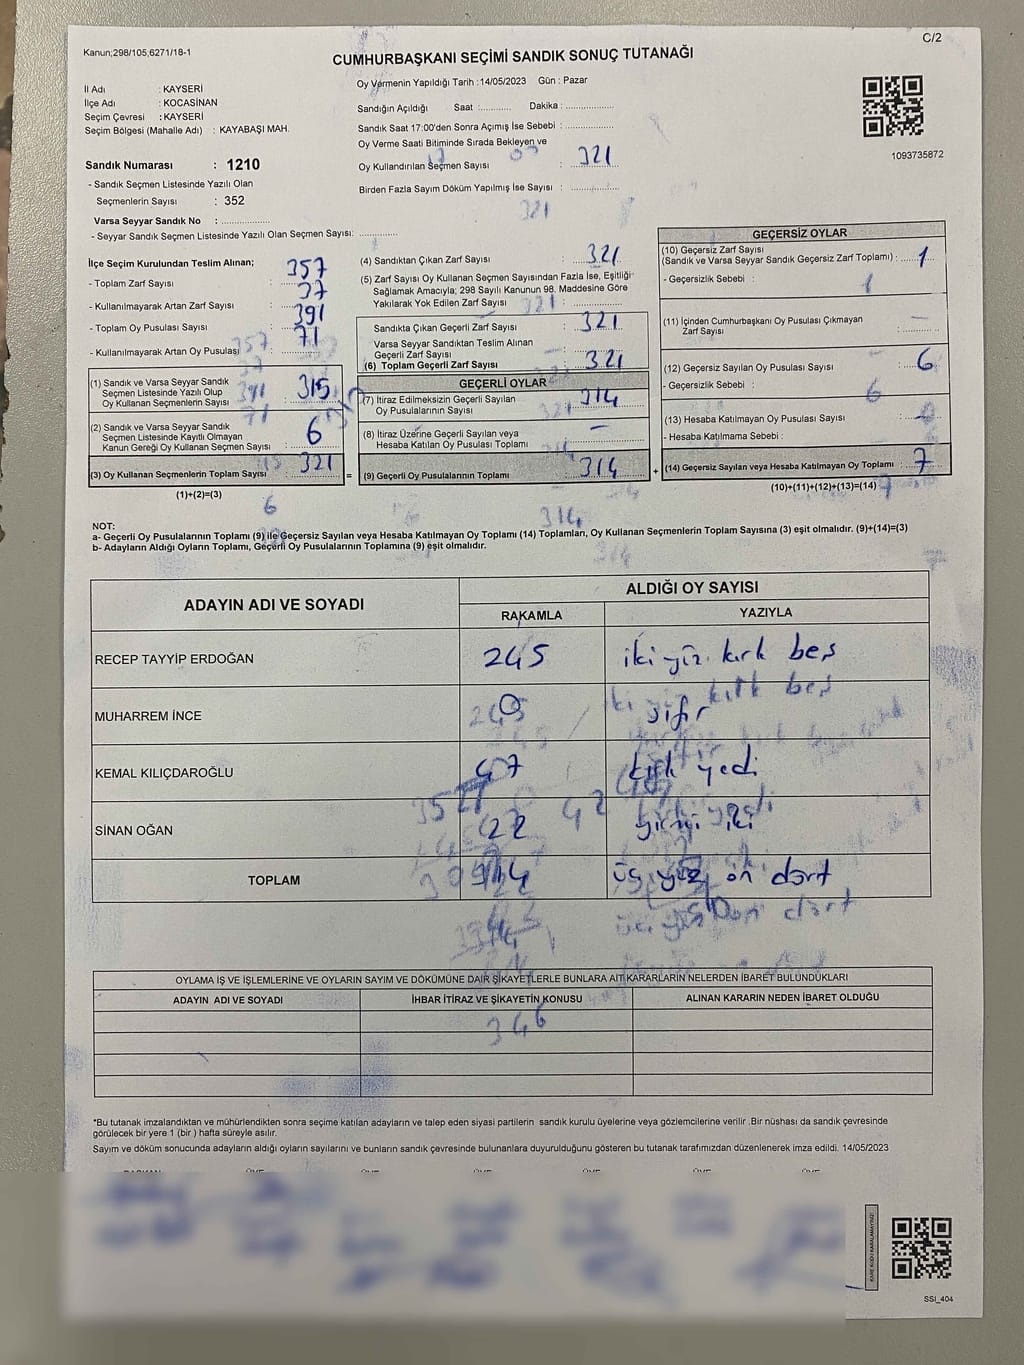 C/2
Kanun;298/105,6271/18-1
CUMHURBAŞKANI SEÇİMİ SANDIK SONUÇ TUTANAĞI
İl Adı : KAYSERİ
İlçe Adı : KOCASİNAN
Seçim Çevresi : KAYSERİ
Seçim Bölgesi (Mahalle Adı) : KAYABAŞI MAH.
Sandık Numarası : 1210
- Sandık Seçmen Listesinde Yazılı Olan
Seçmenlerin Sayısı : 352
Varsa Seyyar Sandık No : ................
- Seyyar Sandık Seçmen Listesinde Yazılı Olan Seçmen Sayısı: .............
Oy Vermenin Yapıldığı Tarih :14/05/2023 Gün : Pazar
Sandığın Açıldığı Saat :.......... Dakika : ................
Sandık Saat 17:00'den Sonra Açımış İse Sebebi : ................
Oy Verme Saati Bitiminde Sırada Bekleyen ve
Oy Kullandırılan Seçmen Sayısı : 321
Birden Fazla Sayım Döküm Yapılmış İse Sayısı : ................
321
1093735872
İlçe Seçim Kurulundan Teslim Alınan;
- Toplam Zarf Sayısı : 357
- Kullanılmayarak Artan Zarf Sayısı : 37
- Toplam Oy Pusulası Sayısı : 391
- Kullanılmayarak Artan Oy Pusulası : 71
(1) Sandık ve Varsa Seyyar Sandık
Seçmen Listesinde Yazılı Olup
Oy Kullanan Seçmenlerin Sayısı : 315
(2) Sandık ve Varsa Seyyar Sandık
Seçmen Listesinde Kayıtlı Olmayan
Kanun Gereği Oy Kullanan Seçmen Sayısı : 6
(3) Oy Kullanan Seçmenlerin Toplam Sayısı : 321
(1)+(2)=(3)
(4) Sandıktan Çıkan Zarf Sayısı : 321
(5) Zarf Sayısı Oy Kullanan Seçmen Sayısından Fazla İse, Eşitliği
Sağlamak Amacıyla; 298 Sayılı Kanunun 98. Maddesine Göre
Yakılarak Yok Edilen Zarf Sayısı :
Sandıkta Çıkan Geçerli Zarf Sayısı : 321
Varsa Seyyar Sandıktan Teslim Alınan
Geçerli Zarf Sayısı :
(6) Toplam Geçerli Zarf Sayısı : 321
GEÇERLİ OYLAR
(7) İtiraz Edilmeksizin Geçerli Sayılan
Oy Pusulalarının Sayısı : 314
(8) İtiraz Üzerine Geçerli Sayılan veya
Hesaba Katılan Oy Pusulası Toplamı : –
= (9) Geçerli Oy Pusulalarının Toplamı : 314
GEÇERSİZ OYLAR
(10) Geçersiz Zarf Sayısı
(Sandık ve Varsa Seyyar Sandık Geçersiz Zarf Toplamı) : 1
- Geçersizlik Sebebi :
(11) İçinden Cumhurbaşkanı Oy Pusulası Çıkmayan
Zarf Sayısı : –
(12) Geçersiz Sayılan Oy Pusulası Sayısı : 6
- Geçersizlik Sebebi :
(13) Hesaba Katılmayan Oy Pusulası Sayısı :
- Hesaba Katılmama Sebebi :
+ (14) Geçersiz Sayılan veya Hesaba Katılmayan Oy Toplamı : 7
(10)+(11)+(12)+(13)=(14)
NOT:
a- Geçerli Oy Pusulalarının Toplamı (9) ile Geçersiz Sayılan veya Hesaba Katılmayan Oy Toplamı (14) Toplamları, Oy Kullanan Seçmenlerin Toplam Sayısına (3) eşit olmalıdır. (9)+(14)=(3)
b- Adayların Aldığı Oyların Toplamı, Geçerli Oy Pusulalarının Toplamına (9) eşit olmalıdır.
ADAYIN ADI VE SOYADI
ALDIĞI OY SAYISI
RAKAMLA YAZIYLA
RECEP TAYYİP ERDOĞAN 245 iki yüz kırk beş
MUHARREM İNCE 0 sıfır
KEMAL KILIÇDAROĞLU 47 kırk yedi
SİNAN OĞAN 22 yirmi iki
TOPLAM 314 üç yüz on dört
OYLAMA İŞ VE İŞLEMLERİNE VE OYLARIN SAYIM VE DÖKÜMÜNE DAİR ŞİKAYETLERLE BUNLARA AİT KARARLARIN NELERDEN İBARET BULUNDUKLARI
ADAYIN ADI VE SOYADI İHBAR İTİRAZ VE ŞİKAYETİN KONUSU ALINAN KARARIN NEDEN İBARET OLDUĞU
346
*Bu tutanak imzalandıktan ve mühürlendikten sonra seçime katılan adayların ve talep eden siyasi partilerin sandık kurulu üyelerine veya gözlemcilerine verilir .Bir nüshası da sandık çevresinde
görülecek bir yere 1 (bir ) hafta süreyle asılır.
Sayım ve döküm sonucunda adayların aldığı oyların sayılarını ve bunların sandık çevresinde bulunanlara duyurulduğunu gösteren bu tutanak tarafımızdan düzenlenerek imza edildi. 14/05/2023
KARE KODU KARALAMAYINIZ!
SSI_404